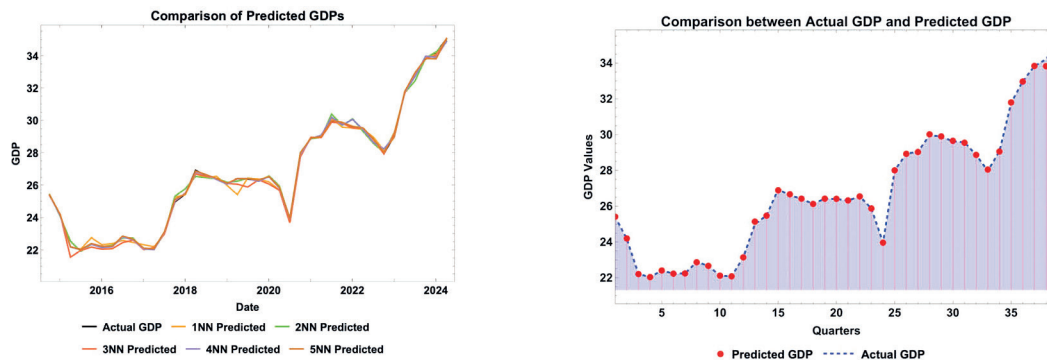 Comparison of Predicted GDPs
34
32
30
28
26
24
22
GDP
2016
2018
2020
2022
2024
Date
Actual GDP 1NN Predicted 2NN Predicted
3NN Predicted 4NN Predicted 5NN Predicted
Comparison between Actual GDP and Predicted GDP
34
32
30
28
26
24
22
GDP Values
5
10
15
20
25
30
35
Quarters
Predicted GDP Actual GDP